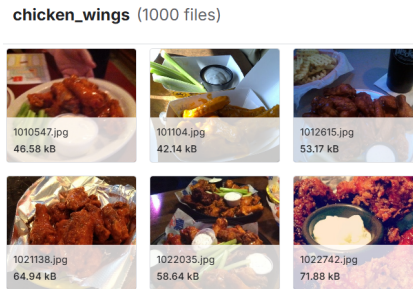 chicken_wings (1000 files)
1010547.jpg
46.58 kB
101104.jpg
42.14 kB
1012615.jpg
53.17 kB
1021138.jpg
64.94 kB
1022035.jpg
58.64 kB
1022742.jpg
71.88 kB